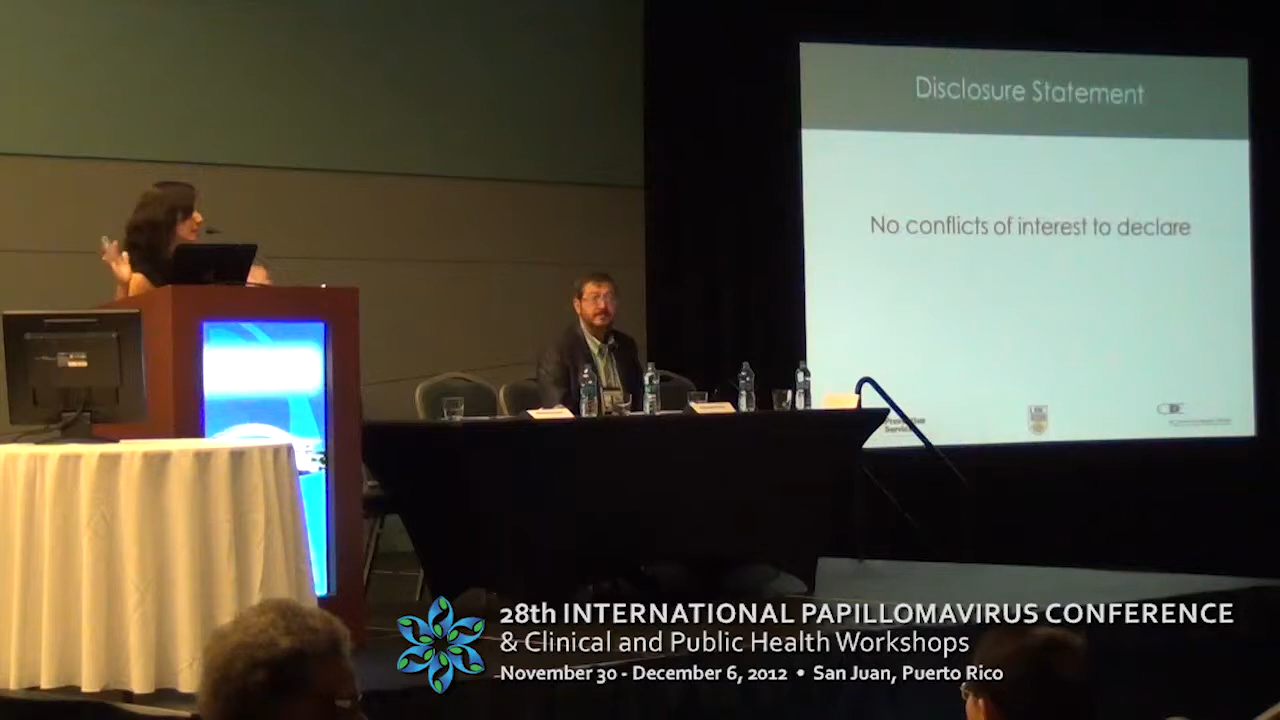 Disclosure Statement
No conflicts of interest to declare
28th INTERNATIONAL PAPILLOMAVIRUS CONFERENCE
& Clinical and Public Health Workshops
November 30 - December 6, 2012 • San Juan, Puerto Rico